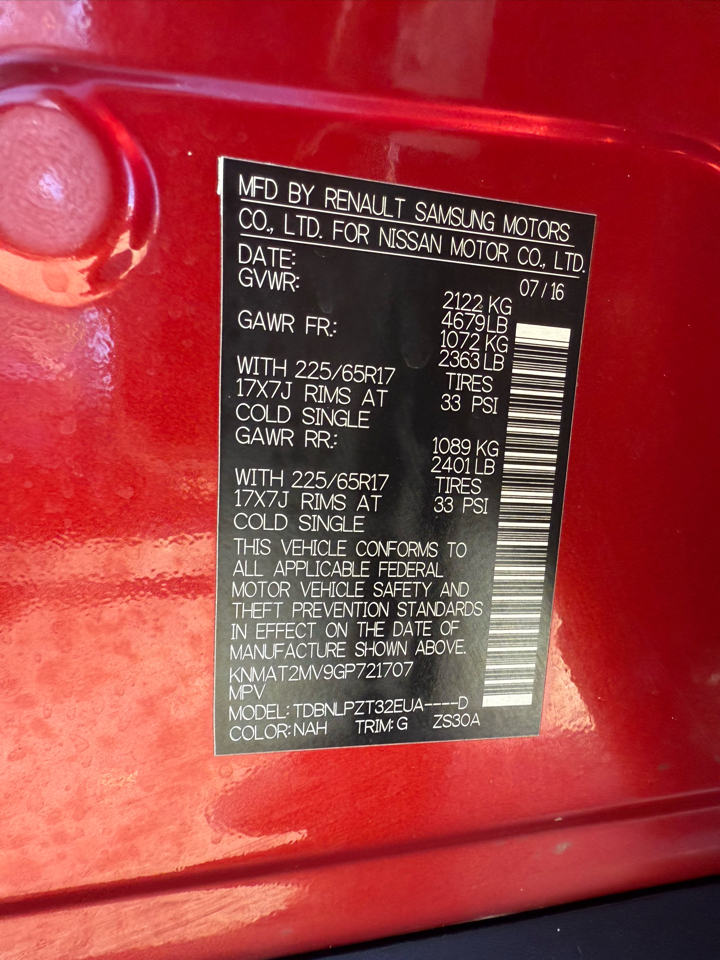 MFD BY RENAULT SAMSUNG MOTORS
CO., LTD. FOR NISSAN MOTOR CO., LTD.
DATE: 07/16
GVWR: 2122 KG
4679 LB
GAWR FR: 1072 KG
2363 LB
WITH 225/65R17 TIRES
17X7J RIMS AT 33 PSI
COLD SINGLE
GAWR RR: 1089 KG
2401 LB
WITH 225/65R17 TIRES
17X7J RIMS AT 33 PSI
COLD SINGLE
THIS VEHICLE CONFORMS TO
ALL APPLICABLE FEDERAL
MOTOR VEHICLE SAFETY AND
THEFT PREVENTION STANDARDS
IN EFFECT ON THE DATE OF
MANUFACTURE SHOWN ABOVE.
KNMAT2MV9GP721707
MPV
MODEL: TDBNLPZT32EUA----D
COLOR: NAH TRIM: G ZS30A